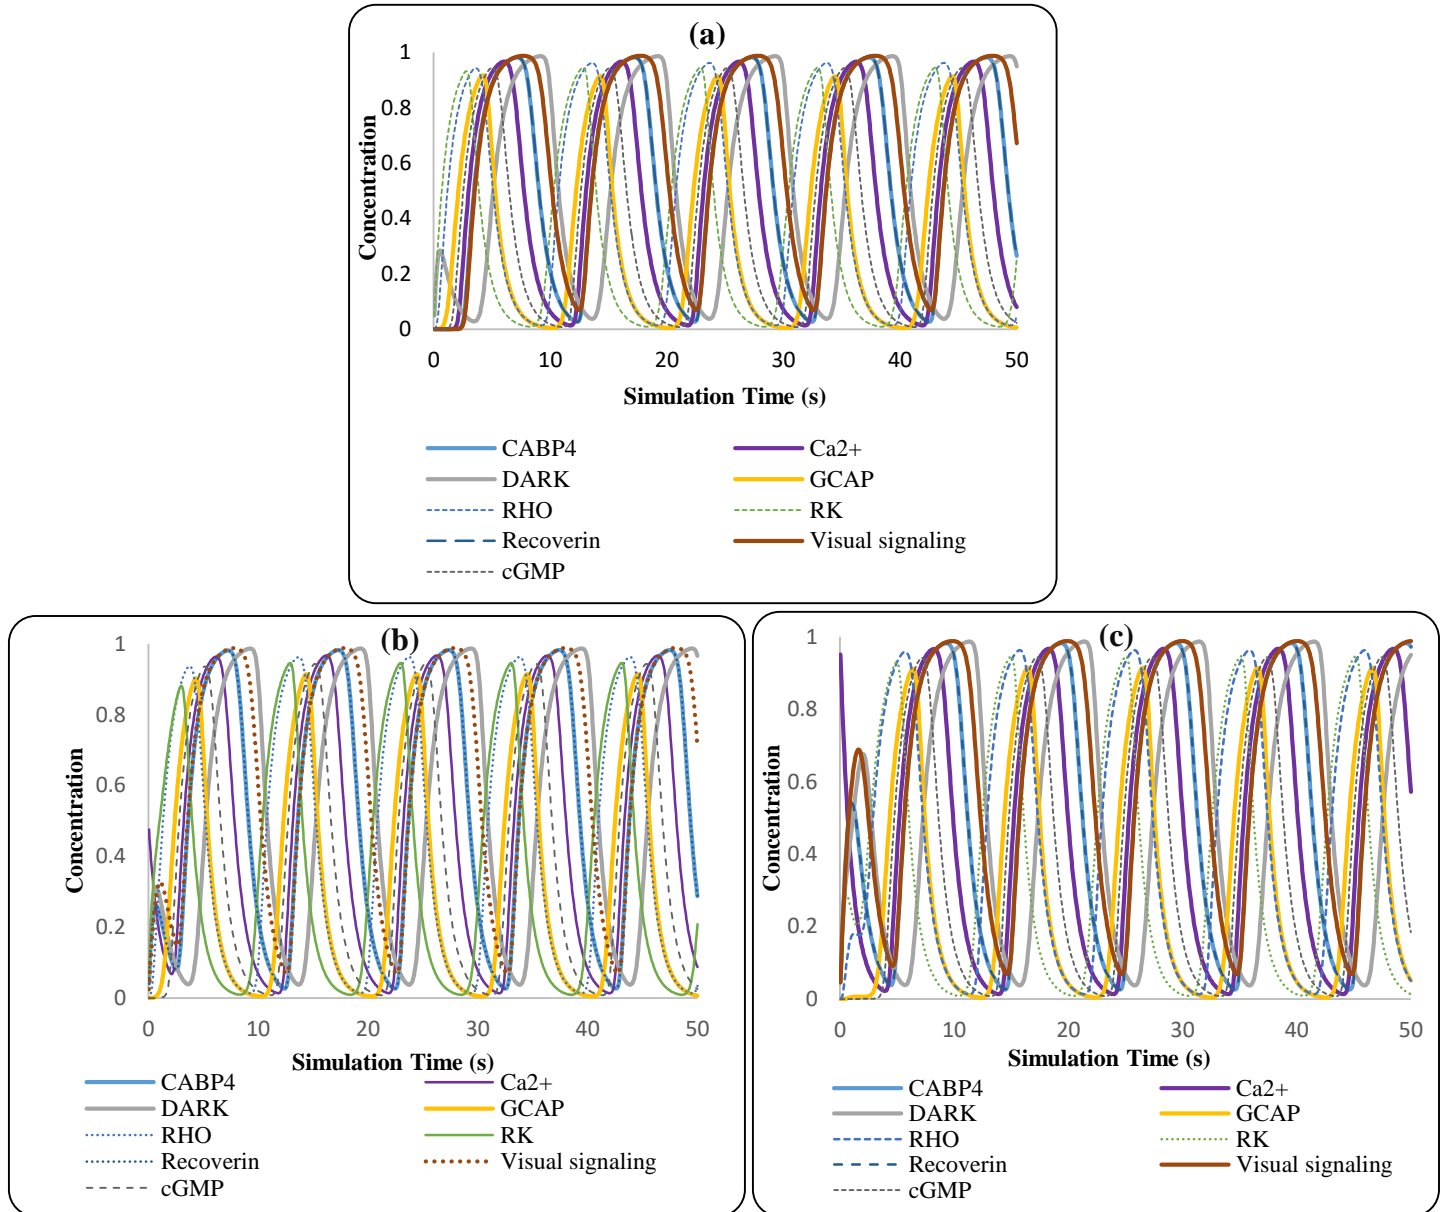 (a)
1
0.8
0.6
0.4
0.2
0
Concentration
0 10 20 30 40 50
Simulation Time (s)
CABP4 Ca2+
DARK GCAP
RHO RK
Recoverin Visual signaling
cGMP
(b)
1
0.8
0.6
0.4
0.2
0
Concentration
0 10 20 30 40 50
Simulation Time (s)
CABP4 Ca2+
DARK GCAP
RHO RK
Recoverin Visual signaling
cGMP
(c)
1
0.8
0.6
0.4
0.2
0
Concentration
0 10 20 30 40 50
Simulation Time (s)
CABP4 Ca2+
DARK GCAP
RHO RK
Recoverin Visual signaling
cGMP